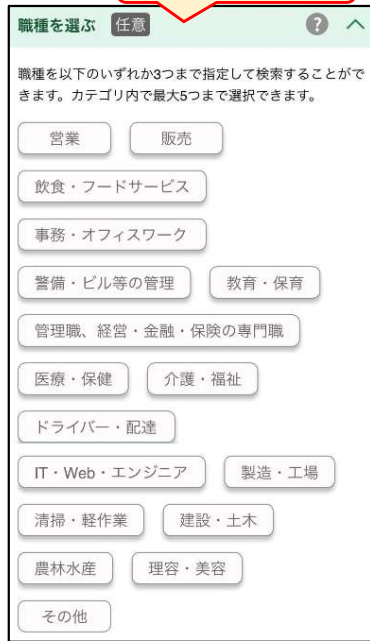 職種を選ぶ 任意 ?
職種を以下のいずれか3つまで指定して検索することがで
きます。カテゴリ内で最大5つまで選択できます。
営業 販売
飲食・フードサービス
事務・オフィスワーク
警備・ビル等の管理 教育・保育
管理職、経営・金融・保険の専門職
医療・保健 介護・福祉
ドライバー・配達
IT・Web・エンジニア 製造・工場
清掃・軽作業 建設・土木
農林水産 理容・美容
その他